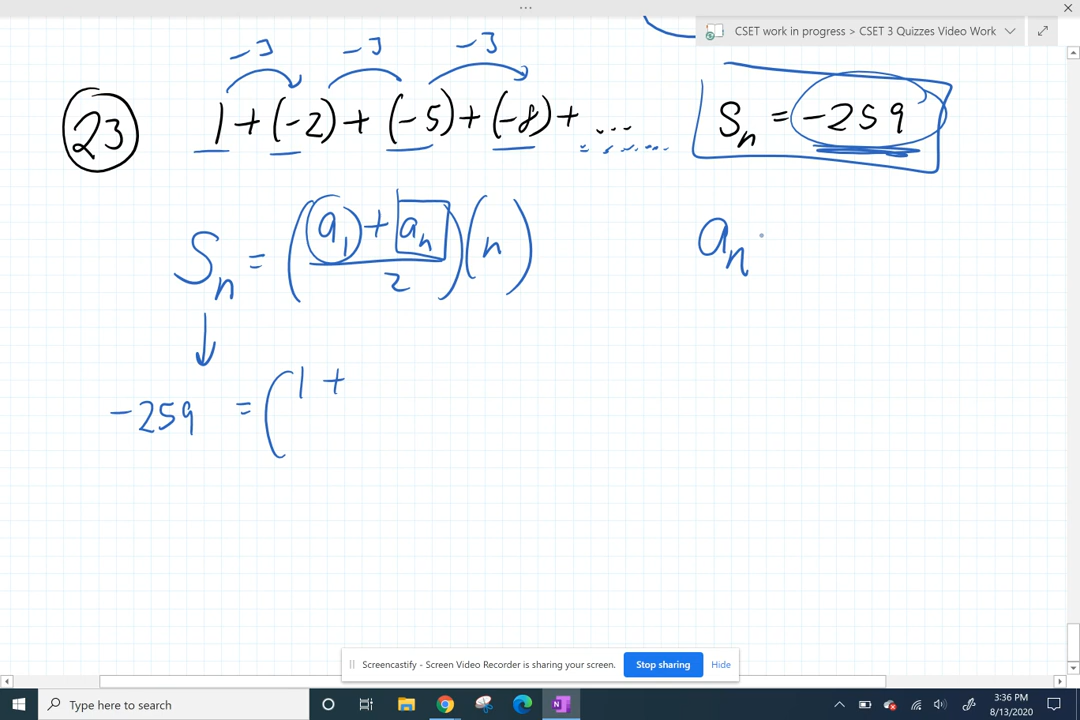 CSET work in progress > CSET 3 Quizzes Video Work
-3 -3 -3
23 1 + (-2) + (-5) + (-8) + ...
Sn = -259
Sn = ((a1 + an)/2)(n)
an
-259 = (1 +
Screencastify - Screen Video Recorder is sharing your screen. Stop sharing Hide
Type here to search
3:36 PM
8/13/2020